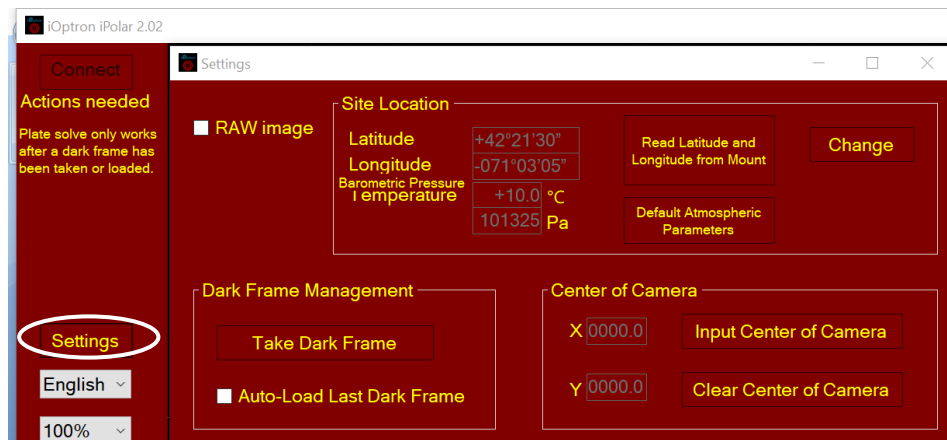 iOptron iPolar 2.02
Connect
Actions needed
Plate solve only works
after a dark frame has
been taken or loaded.
Settings
English
100%
Settings
RAW image
Site Location
Latitude
+42°21'30"
Longitude
-071°03'05"
Barometric Pressure
Temperature
+10.0 °C
101325 Pa
Read Latitude and
Longitude from Mount
Default Atmospheric
Parameters
Change
Dark Frame Management
Take Dark Frame
Auto-Load Last Dark Frame
Center of Camera
X 0000.0
Input Center of Camera
Y 0000.0
Clear Center of Camera